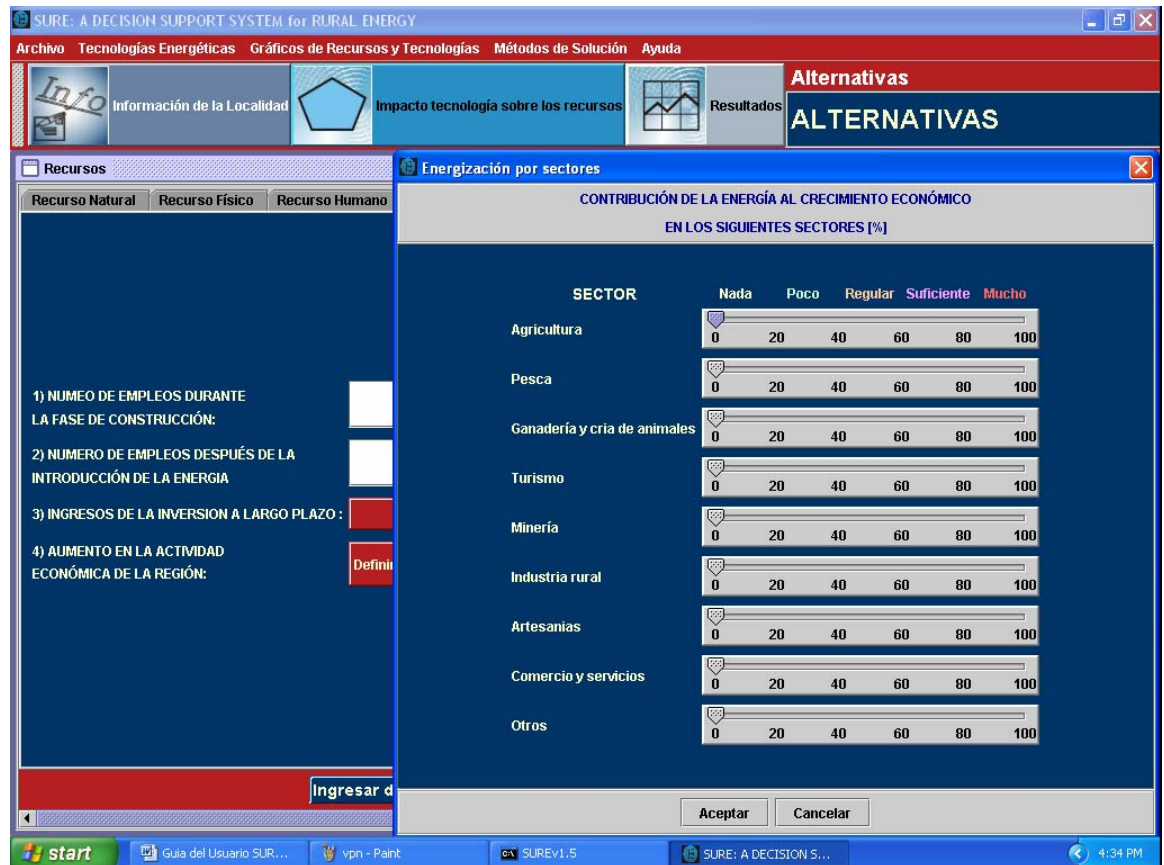 SURE: A DECISION SUPPORT SYSTEM for RURAL ENERGY
Archivo Tecnologías Energéticas Gráficos de Recursos y Tecnologías Métodos de Solución Ayuda
Info
Información de la Localidad
Impacto tecnología sobre los recursos
Resultados
Alternativas
ALTERNATIVAS
Recursos
Recurso Natural Recurso Físico Recurso Humano
1) NUMEO DE EMPLEOS DURANTE
LA FASE DE CONSTRUCCIÓN:
2) NUMERO DE EMPLEOS DESPUÉS DE LA
INTRODUCCIÓN DE LA ENERGIA
3) INGRESOS DE LA INVERSION A LARGO PLAZO :
4) AUMENTO EN LA ACTIVIDAD
ECONÓMICA DE LA REGIÓN:
Ingresar d
Energización por sectores
CONTRIBUCIÓN DE LA ENERGÍA AL CRECIMIENTO ECONÓMICO
EN LOS SIGUIENTES SECTORES [%]
SECTOR Nada Poco Regular Suficiente Mucho
Agricultura
0 20 40 60 80 100
Pesca
0 20 40 60 80 100
Ganadería y cria de animales
0 20 40 60 80 100
Turismo
0 20 40 60 80 100
Minería
0 20 40 60 80 100
Industria rural
0 20 40 60 80 100
Artesanias
0 20 40 60 80 100
Comercio y servicios
0 20 40 60 80 100
Otros
0 20 40 60 80 100
Aceptar Cancelar
start Guia del Usuario SUR... vpn - Paint SUREv1.5 SURE: A DECISION S... 4:34 PM